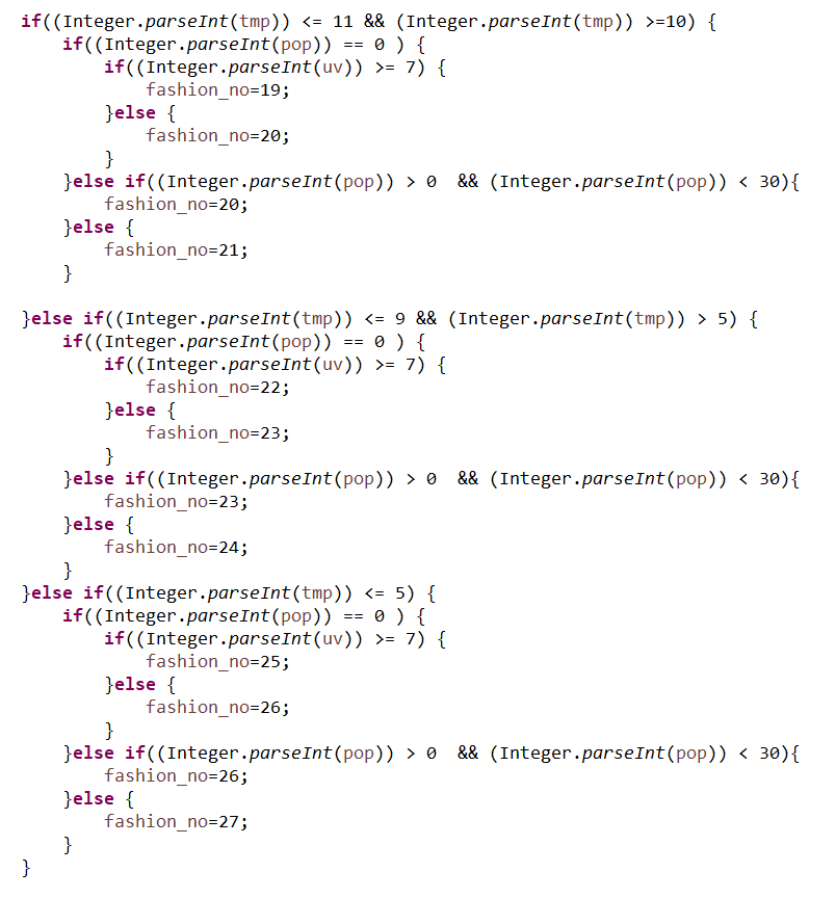 if((Integer.parseInt(tmp)) <= 11 && (Integer.parseInt(tmp)) >=10) {
    if((Integer.parseInt(pop)) == 0 ) {
        if((Integer.parseInt(uv)) >= 7) {
            fashion_no=19;
        }else {
            fashion_no=20;
        }
    }else if((Integer.parseInt(pop)) > 0  && (Integer.parseInt(pop)) < 30){
        fashion_no=20;
    }else {
        fashion_no=21;
    }

}else if((Integer.parseInt(tmp)) <= 9 && (Integer.parseInt(tmp)) > 5) {
    if((Integer.parseInt(pop)) == 0 ) {
        if((Integer.parseInt(uv)) >= 7) {
            fashion_no=22;
        }else {
            fashion_no=23;
        }
    }else if((Integer.parseInt(pop)) > 0  && (Integer.parseInt(pop)) < 30){
        fashion_no=23;
    }else {
        fashion_no=24;
    }
}else if((Integer.parseInt(tmp)) <= 5) {
    if((Integer.parseInt(pop)) == 0 ) {
        if((Integer.parseInt(uv)) >= 7) {
            fashion_no=25;
        }else {
            fashion_no=26;
        }
    }else if((Integer.parseInt(pop)) > 0  && (Integer.parseInt(pop)) < 30){
        fashion_no=26;
    }else {
        fashion_no=27;
    }
}